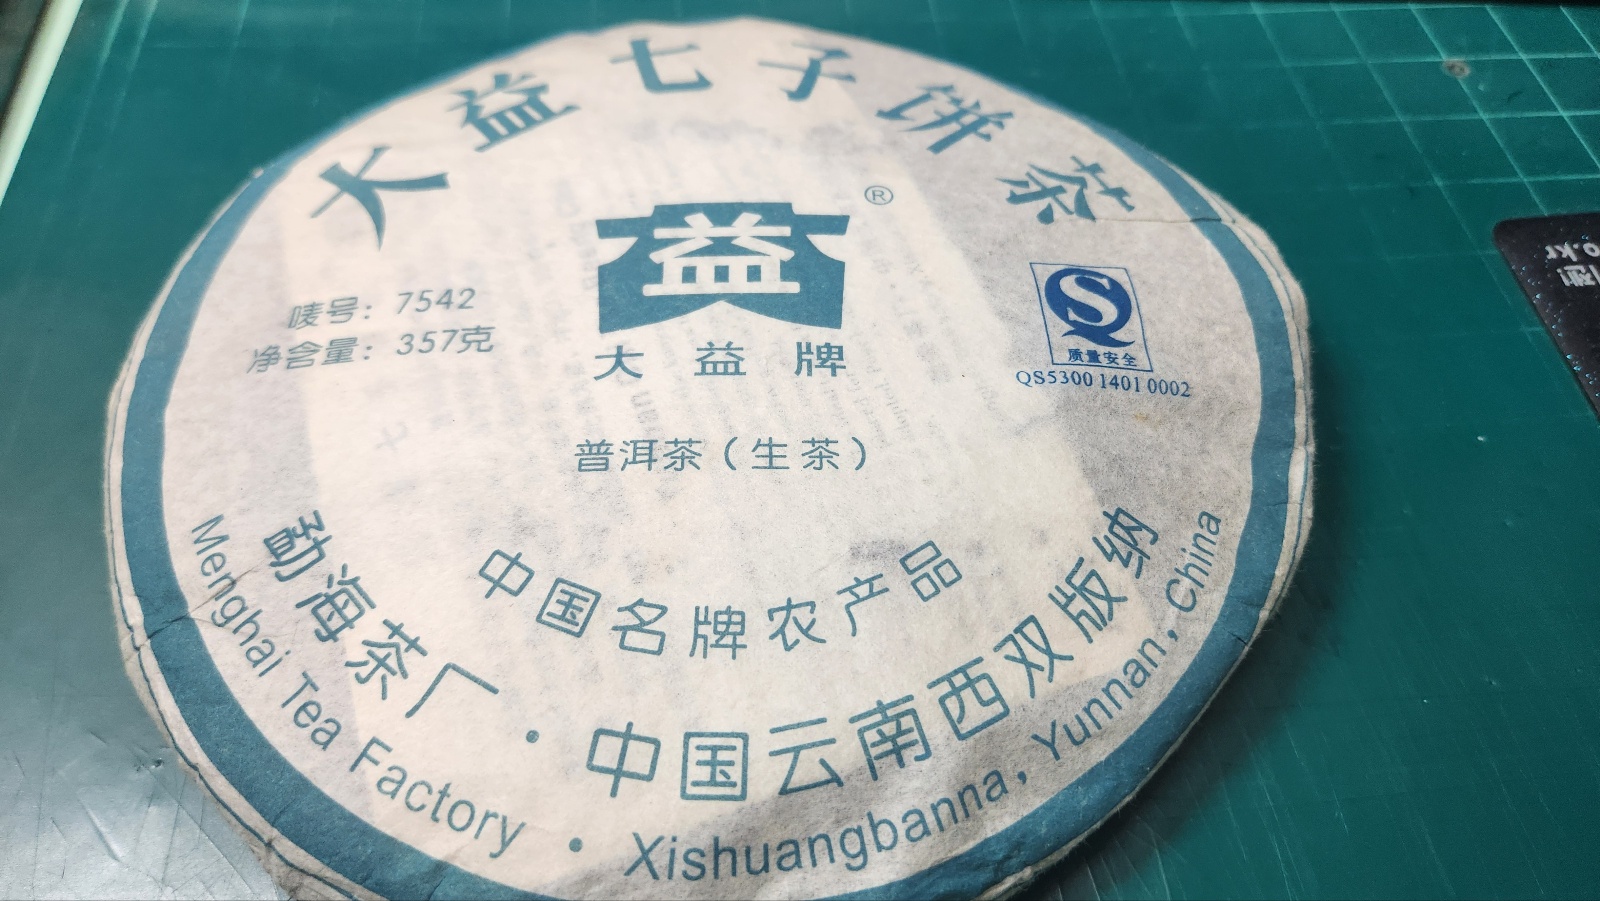 大益七子饼茶
益
®
大益牌
唛号：7542
净含量：357克
质量安全
QS5300 1401 0002
普洱茶（生茶）
中国名牌农产品
勐海茶厂·中国云南西双版纳
Menghai Tea Factory · Xishuangbanna, Yunnan, China
o.kr